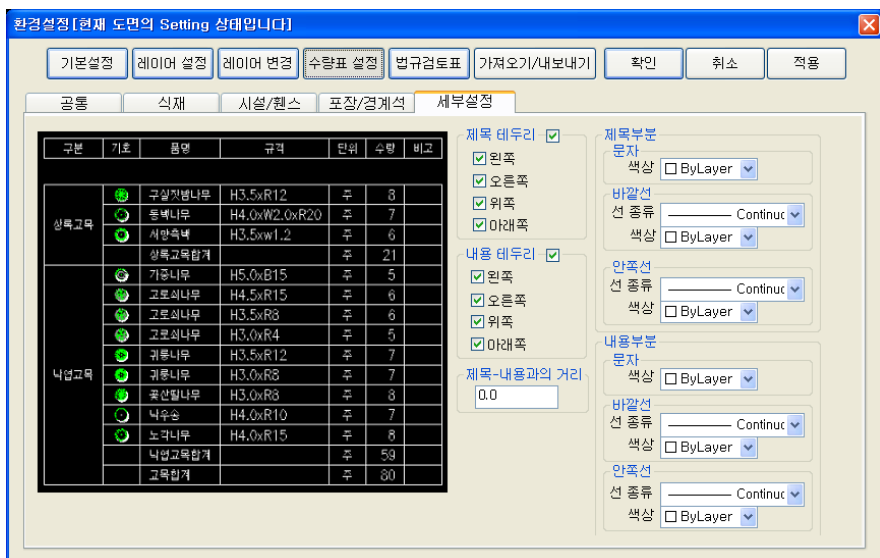 환경설정[현재 도면의 Setting 상태입니다]
기본설정 레이어 설정 레이어 변경 수량표 설정 법규검토표 가져오기/내보내기 확인 취소 적용
공통 식재 시설/휀스 포장/경계석 세부설정
구분 기호 품명 규격 단위 수량 비고
상록교목
구실잣밤나무 H3.5xR12 주 8
동백나무 H4.0xW2.0xR20 주 7
서양측백 H3.5xw1.2 주 6
상록교목합계 주 21
낙엽교목
가중나무 H5.0xB15 주 5
고로쇠나무 H4.5xR15 주 6
고로쇠나무 H3.5xR8 주 6
고로쇠나무 H3.0xR4 주 5
귀룽나무 H3.5xR12 주 7
귀룽나무 H3.0xR8 주 7
꽃산딸나무 H3.0xR8 주 8
낙우송 H4.0xR10 주 7
노각나무 H4.0xR15 주 8
낙엽교목합계 주 59
교목합계 주 80
제목 테두리
왼쪽
오른쪽
위쪽
아래쪽
내용 테두리
왼쪽
오른쪽
위쪽
아래쪽
제목-내용과의 거리
0.0
제목부분
문자
색상 ByLayer
바깥선
선 종류 Continuc
색상 ByLayer
안쪽선
선 종류 Continuc
색상 ByLayer
내용부분
문자
색상 ByLayer
바깥선
선 종류 Continuc
색상 ByLayer
안쪽선
선 종류 Continuc
색상 ByLayer